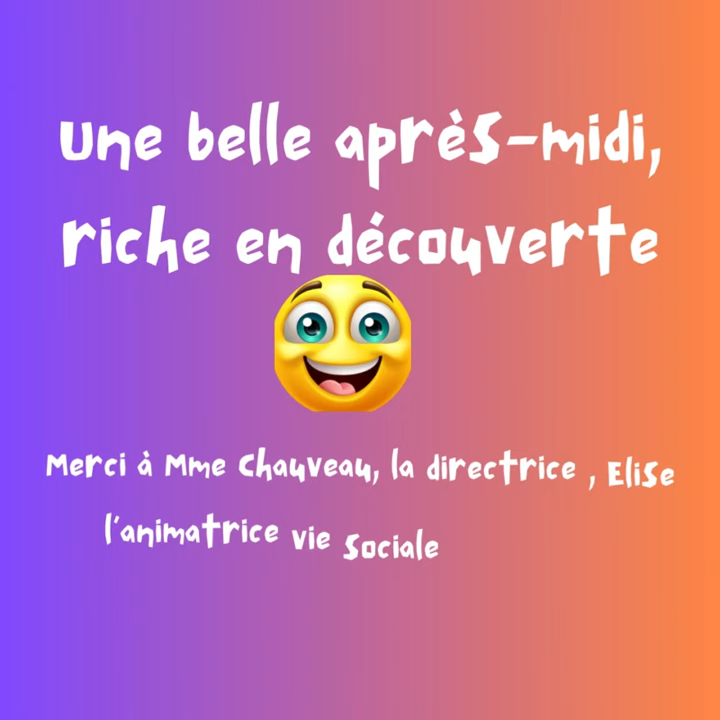 une belle après-midi,
riche en découverte
Merci à Mme Chauveau, la directrice , Elise
l'animatrice vie sociale